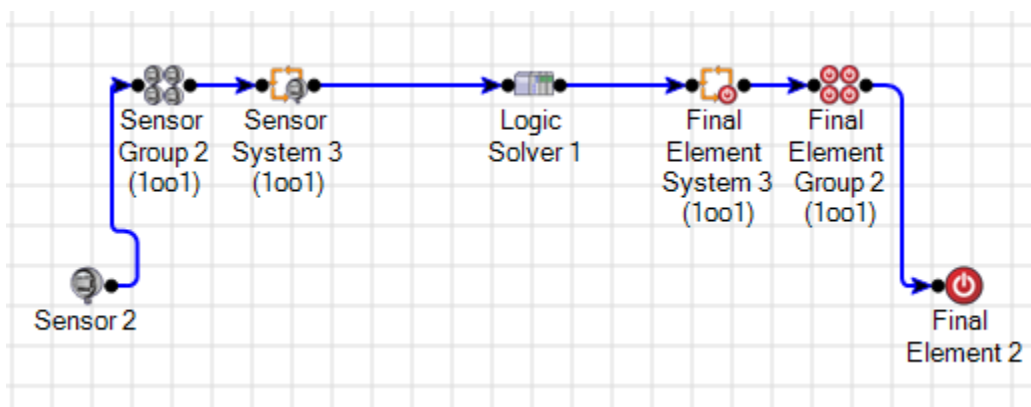 Sensor
Group 2
(1oo1)
Sensor
System 3
(1oo1)
Logic
Solver 1
Final
Element
System 3
(1oo1)
Final
Element
Group 2
(1oo1)
Sensor 2
Final
Element 2